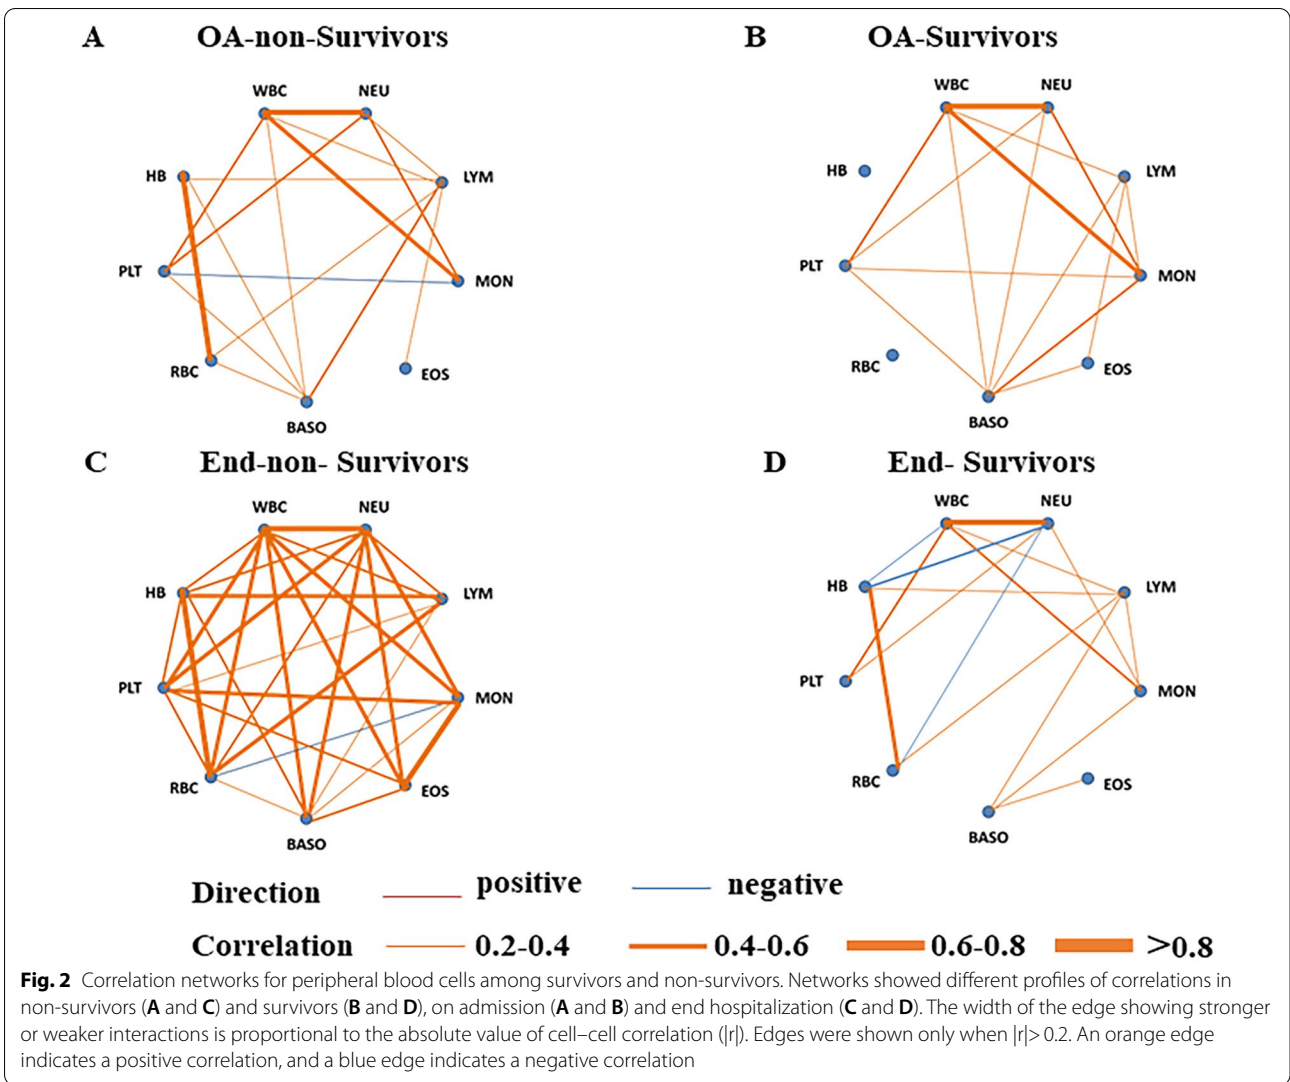 A OA-non-Survivors
B OA-Survivors
WBC NEU
HB LYM
PLT MON
RBC EOS
BASO
WBC NEU
HB LYM
PLT MON
RBC EOS
BASO
C End-non- Survivors
D End- Survivors
WBC NEU
HB LYM
PLT MON
RBC EOS
BASO
WBC NEU
HB LYM
PLT MON
RBC EOS
BASO
Direction positive negative
Correlation 0.2-0.4 0.4-0.6 0.6-0.8 >0.8
Fig. 2 Correlation networks for peripheral blood cells among survivors and non-survivors. Networks showed different profiles of correlations in
non-survivors (A and C) and survivors (B and D), on admission (A and B) and end hospitalization (C and D). The width of the edge showing stronger
or weaker interactions is proportional to the absolute value of cell–cell correlation (|r|). Edges were shown only when |r|> 0.2. An orange edge
indicates a positive correlation, and a blue edge indicates a negative correlation